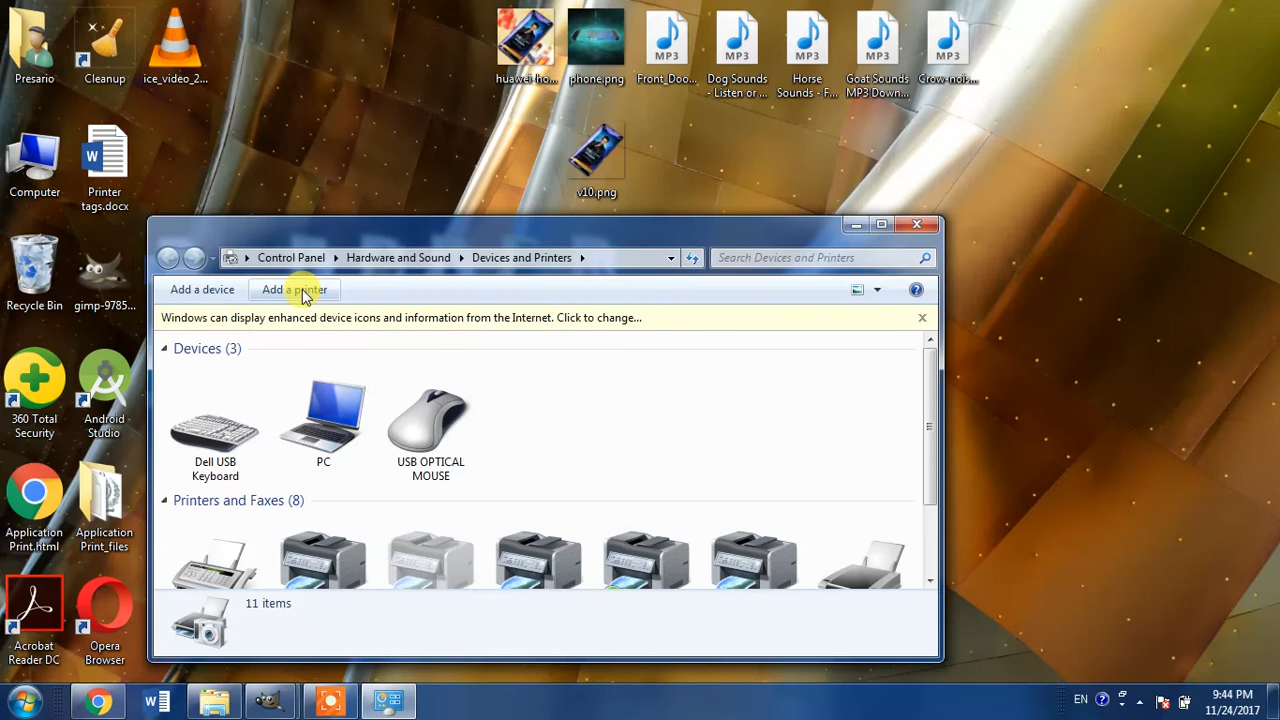 Presario
Cleanup
ice_video_2...
huawei-ho...
phone.png
MP3
Front_Doo...
MP3
Dog Sounds
- Listen or ...
MP3
Horse
Sounds - F...
MP3
Goat Sounds
MP3 Down...
MP3
Crow-nois...
Computer
Printer
tags.docx
v10.png
Recycle Bin
gimp-9785...
360 Total
Security
Android
Studio
Application
Print.html
Application
Print_files
Acrobat
Reader DC
Opera
Browser
Control Panel
Hardware and Sound
Devices and Printers
Search Devices and Printers
Add a device
Add a printer
Windows can display enhanced device icons and information from the Internet. Click to change...
Devices (3)
Dell USB
Keyboard
PC
USB OPTICAL
MOUSE
Printers and Faxes (8)
11 items
EN
9:44 PM
11/24/2017